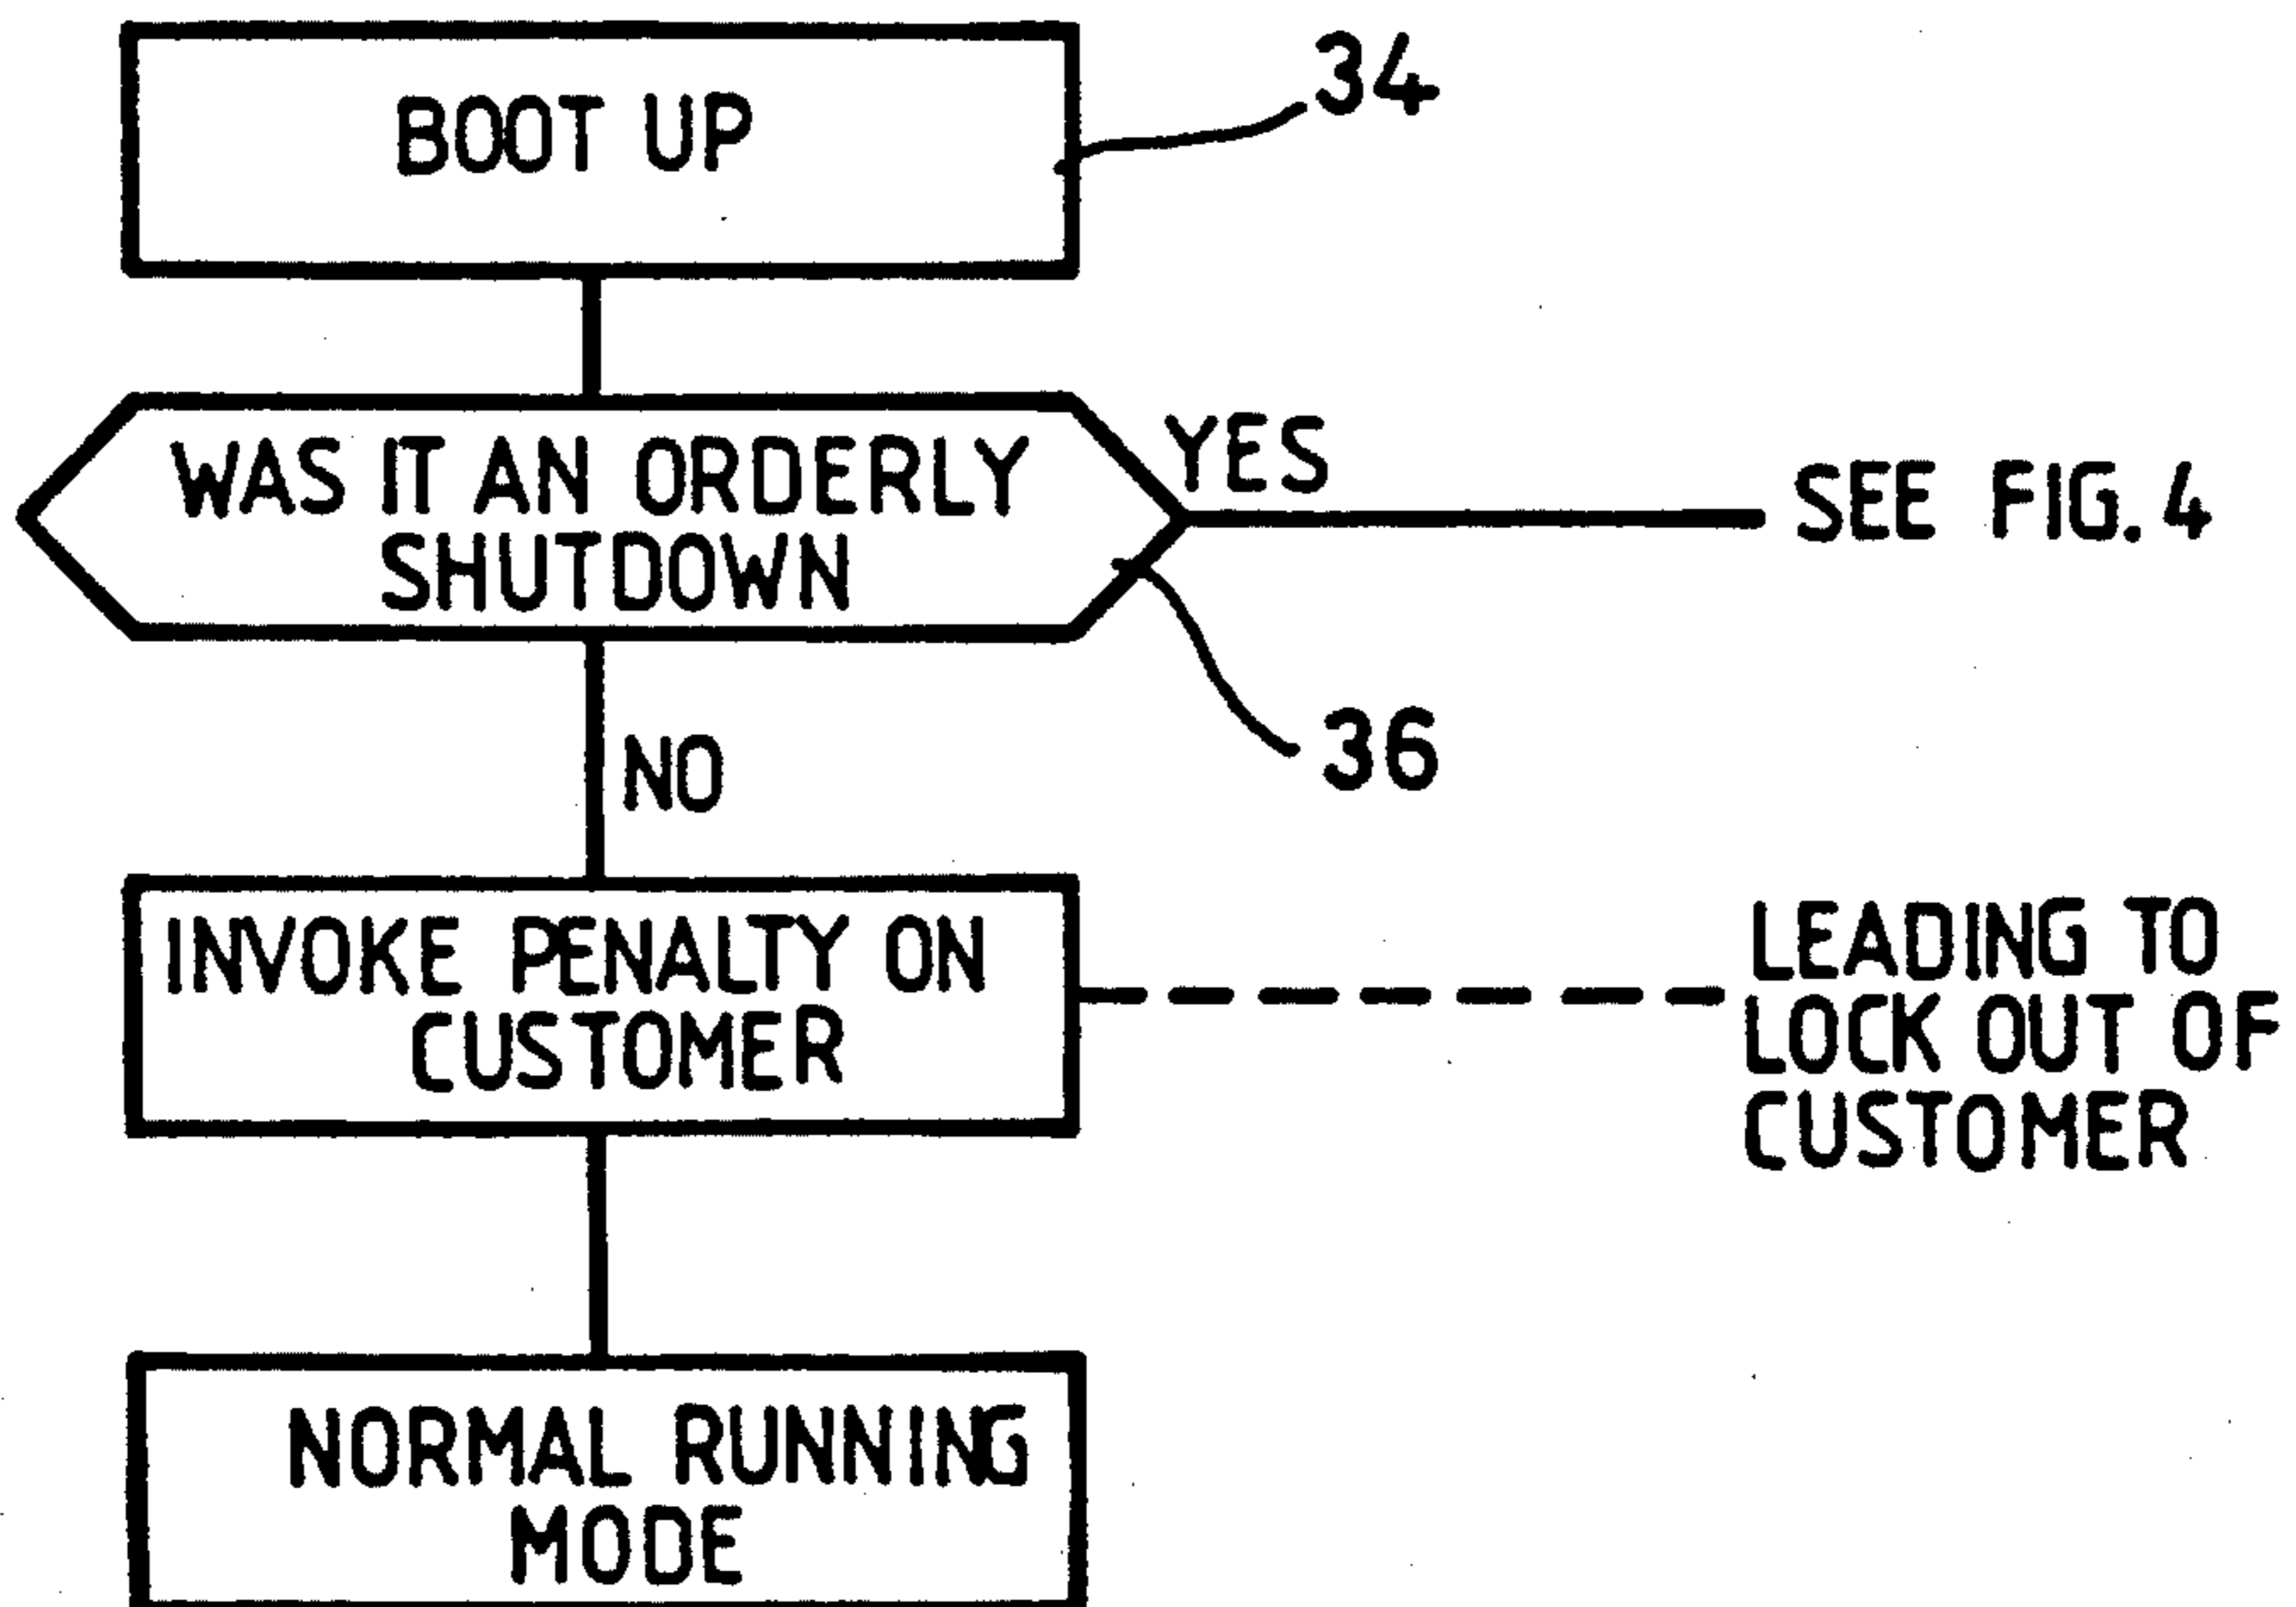 BOOT UP
34
WAS IT AN ORDERLY
SHUTDOWN
YES
SEE FIG. 4
36
NO
INVOKE PENALTY ON
CUSTOMER
LEADING TO
LOCK OUT OF
CUSTOMER
NORMAL RUNNING
MODE